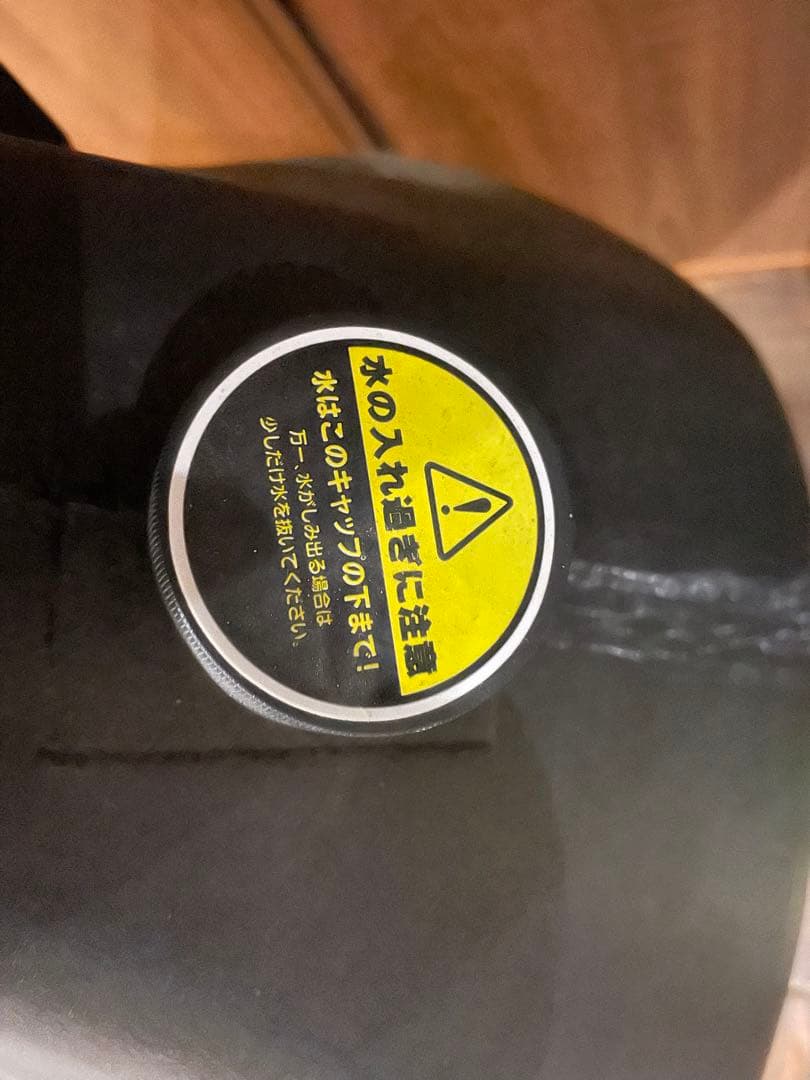 水の入れ過ぎに注意
水はこのキャップの下まで!
万一、水がしみ出る場合は
少しだけ水を抜いてください。